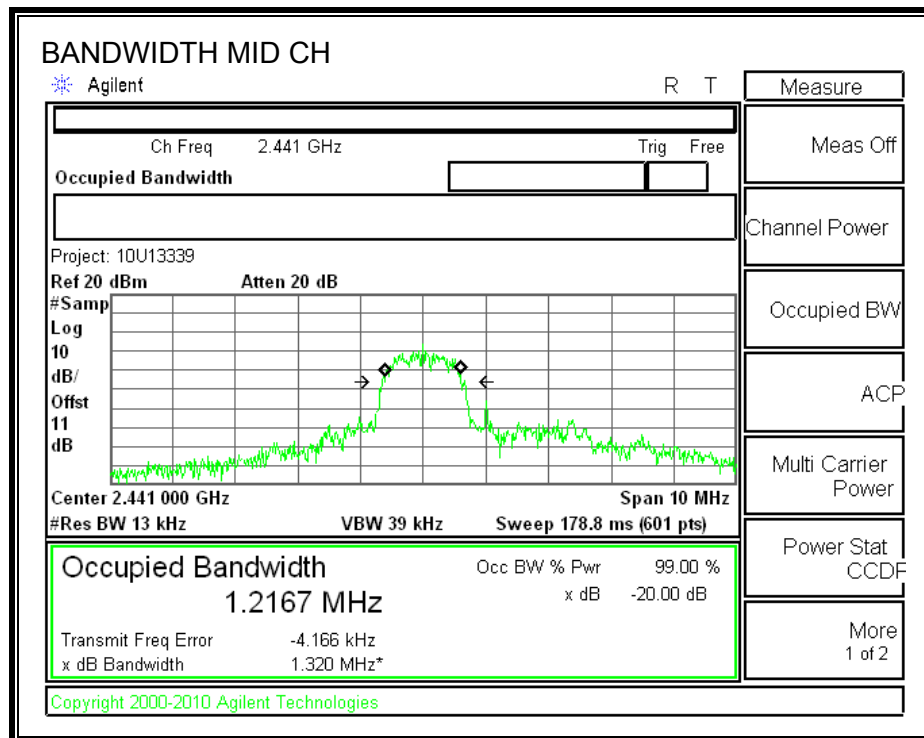 BANDWIDTH MID CH
Agilent R T
Ch Freq 2.441 GHz Trig Free
Occupied Bandwidth
Project: 10U13339
Ref 20 dBm Atten 20 dB
#Samp
Log
10
dB/
Offst
11
dB
Center 2.441 000 GHz Span 10 MHz
#Res BW 13 kHz VBW 39 kHz Sweep 178.8 ms (601 pts)
Occupied Bandwidth Occ BW % Pwr 99.00 %
1.2167 MHz x dB -20.00 dB
Transmit Freq Error -4.166 kHz
x dB Bandwidth 1.320 MHz*
Copyright 2000-2010 Agilent Technologies
Measure
Meas Off
Channel Power
Occupied BW
ACP
Multi Carrier
Power
Power Stat
CCDF
More
1 of 2